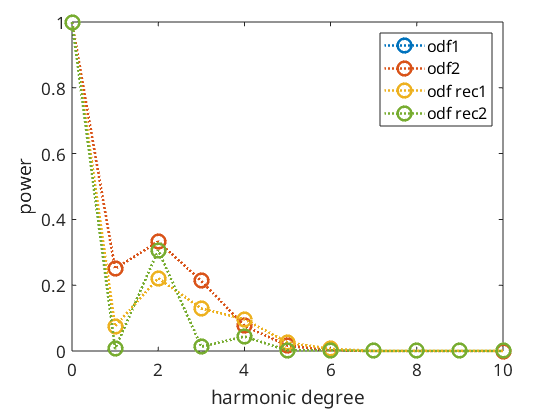 1
0.8
0.6
0.4
0.2
0
0 2 4 6 8 10
power
harmonic degree
odf1
odf2
odf rec1
odf rec2